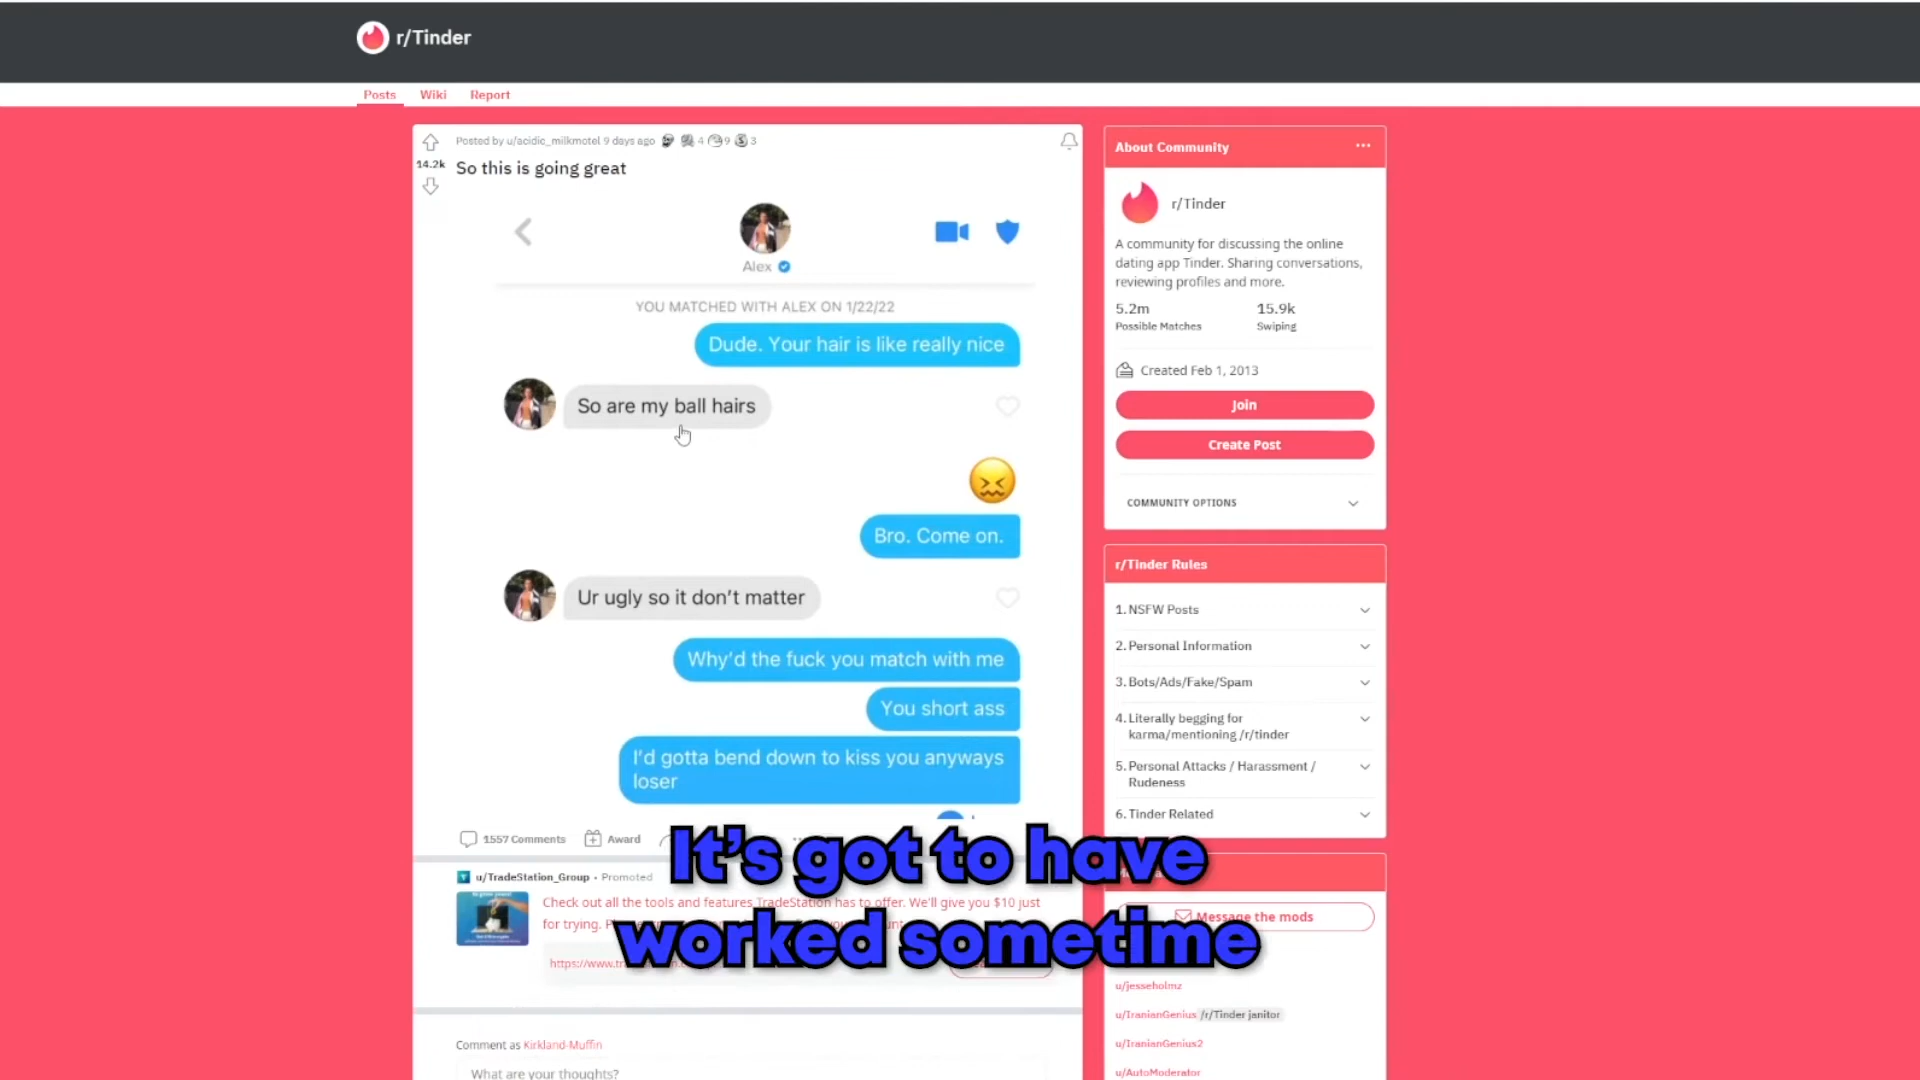 r/Tinder
Posts Wiki Report
Posted by u/acidic_milkmotel 9 days ago 4 9 3
14.2k
So this is going great
Alex
YOU MATCHED WITH ALEX ON 1/22/22
Dude. Your hair is like really nice
So are my ball hairs
Bro. Come on.
Ur ugly so it don't matter
Why'd the fuck you match with me
You short ass
I'd gotta bend down to kiss you anyways
loser
1557 Comments Award
It's got to have
worked sometime
u/TradeStation_Group • Promoted
Check out all the tools and features TradeStation has to offer. We'll give you $10 just
for trying.
https://www.
Comment as Kirkland-Muffin
What are your thoughts?
About Community
r/Tinder
A community for discussing the online
dating app Tinder. Sharing conversations,
reviewing profiles and more.
5.2m 15.9k
Possible Matches Swiping
Created Feb 1, 2013
Join
Create Post
COMMUNITY OPTIONS
r/Tinder Rules
1. NSFW Posts
2. Personal Information
3. Bots/Ads/Fake/Spam
4. Literally begging for
karma/mentioning /r/tinder
5. Personal Attacks / Harassment /
Rudeness
6. Tinder Related
Message the mods
u/jesseholmz
u/IranianGenius /r/Tinder janitor
u/IranianGenius2
u/AutoModerator